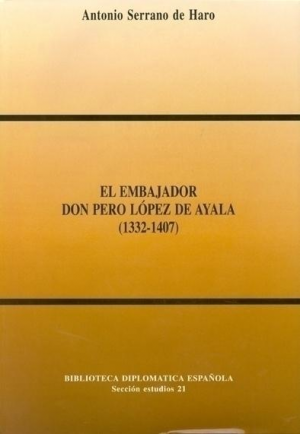 Antonio Serrano de Haro
EL EMBAJADOR
DON PERO LÓPEZ DE AYALA
(1332-1407)
BIBLIOTECA DIPLOMATICA ESPAÑOLA
Sección estudios 21